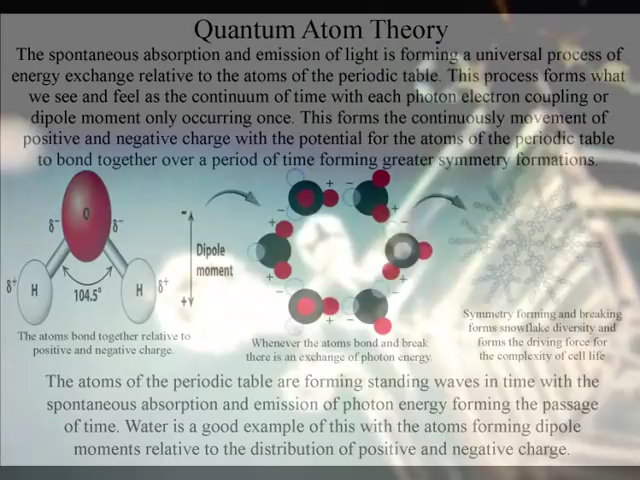 Quantum Atom Theory
The spontaneous absorption and emission of light is forming a universal process of
energy exchange relative to the atoms of the periodic table. This process forms what
we see and feel as the continuum of time with each photon electron coupling or
dipole moment only occurring once. This forms the continuously movement of
positive and negative charge with the potential for the atoms of the periodic table
to bond together over a period of time forming greater symmetry formations.
O
δ⁻ δ⁻
δ⁺ H H δ⁺
104.5°
Dipole
moment
The atoms bond together relative to
positive and negative charge.
Whenever the atoms bond and break
there is an exchange of photon energy.
Symmetry forming and breaking
forms snowflake diversity and
forms the driving force for
the complexity of cell life
The atoms of the periodic table are forming standing waves in time with the
spontaneous absorption and emission of photon energy forming the passage
of time. Water is a good example of this with the atoms forming dipole
moments relative to the distribution of positive and negative charge.